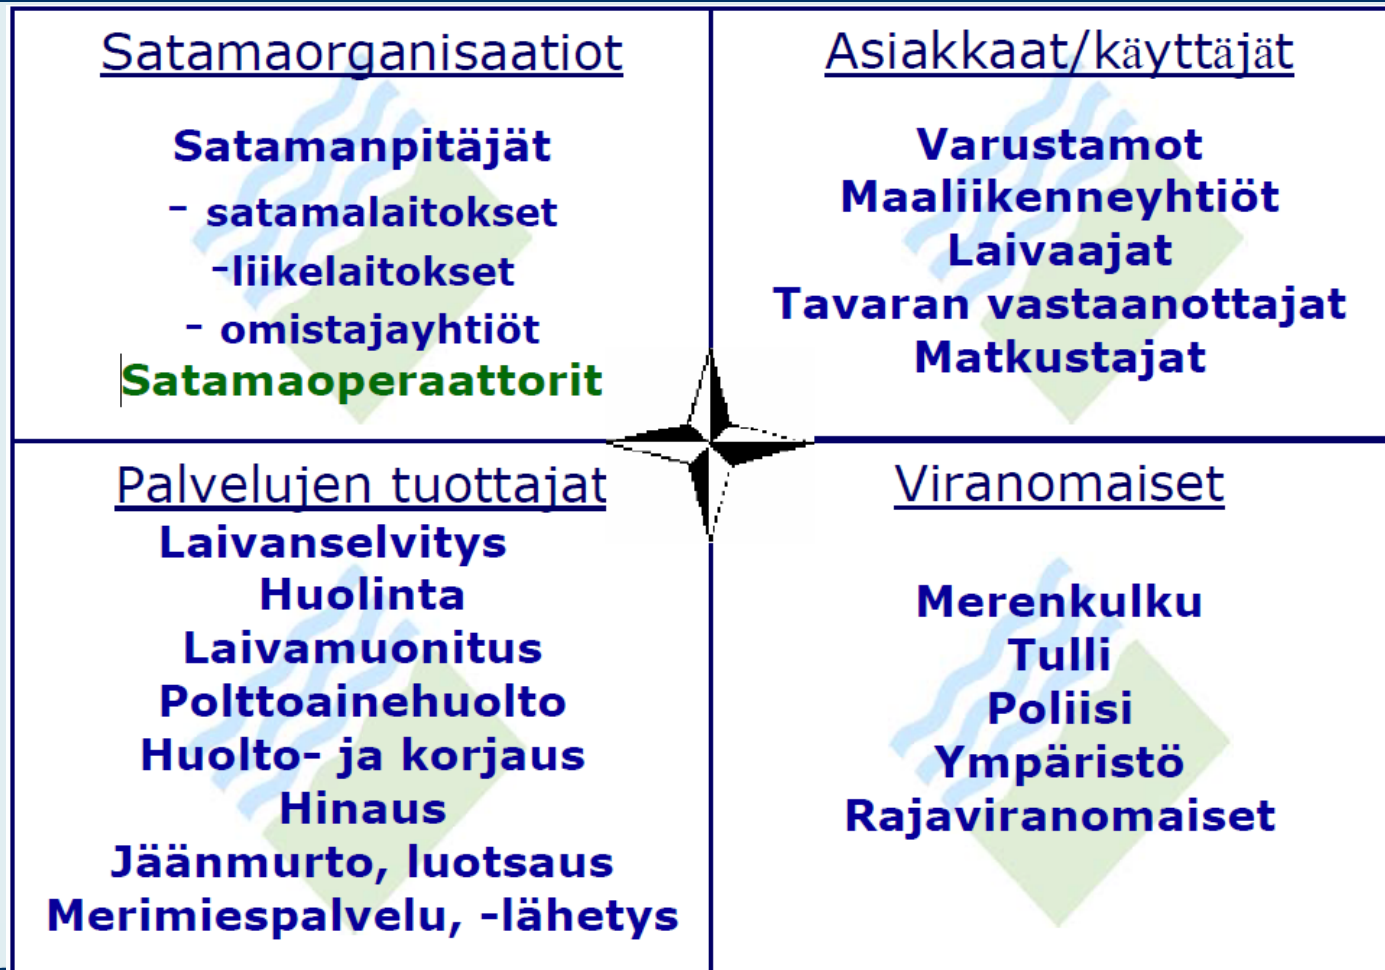 Satamaorganisaatiot
Satamanpitäjät
- satamalaitokset
-liikelaitokset
- omistajayhtiöt
Satamaoperaattorit
Asiakkaat/käyttäjät
Varustamot
Maaliikenneyhtiöt
Laivaajat
Tavaran vastaanottajat
Matkustajat
Palvelujen tuottajat
Laivanselvitys
Huolinta
Laivamuonitus
Polttoainehuolto
Huolto- ja korjaus
Hinaus
Jäänmurto, luotsaus
Merimiespalvelu, -lähetys
Viranomaiset
Merenkulku
Tulli
Poliisi
Ympäristö
Rajaviranomaiset